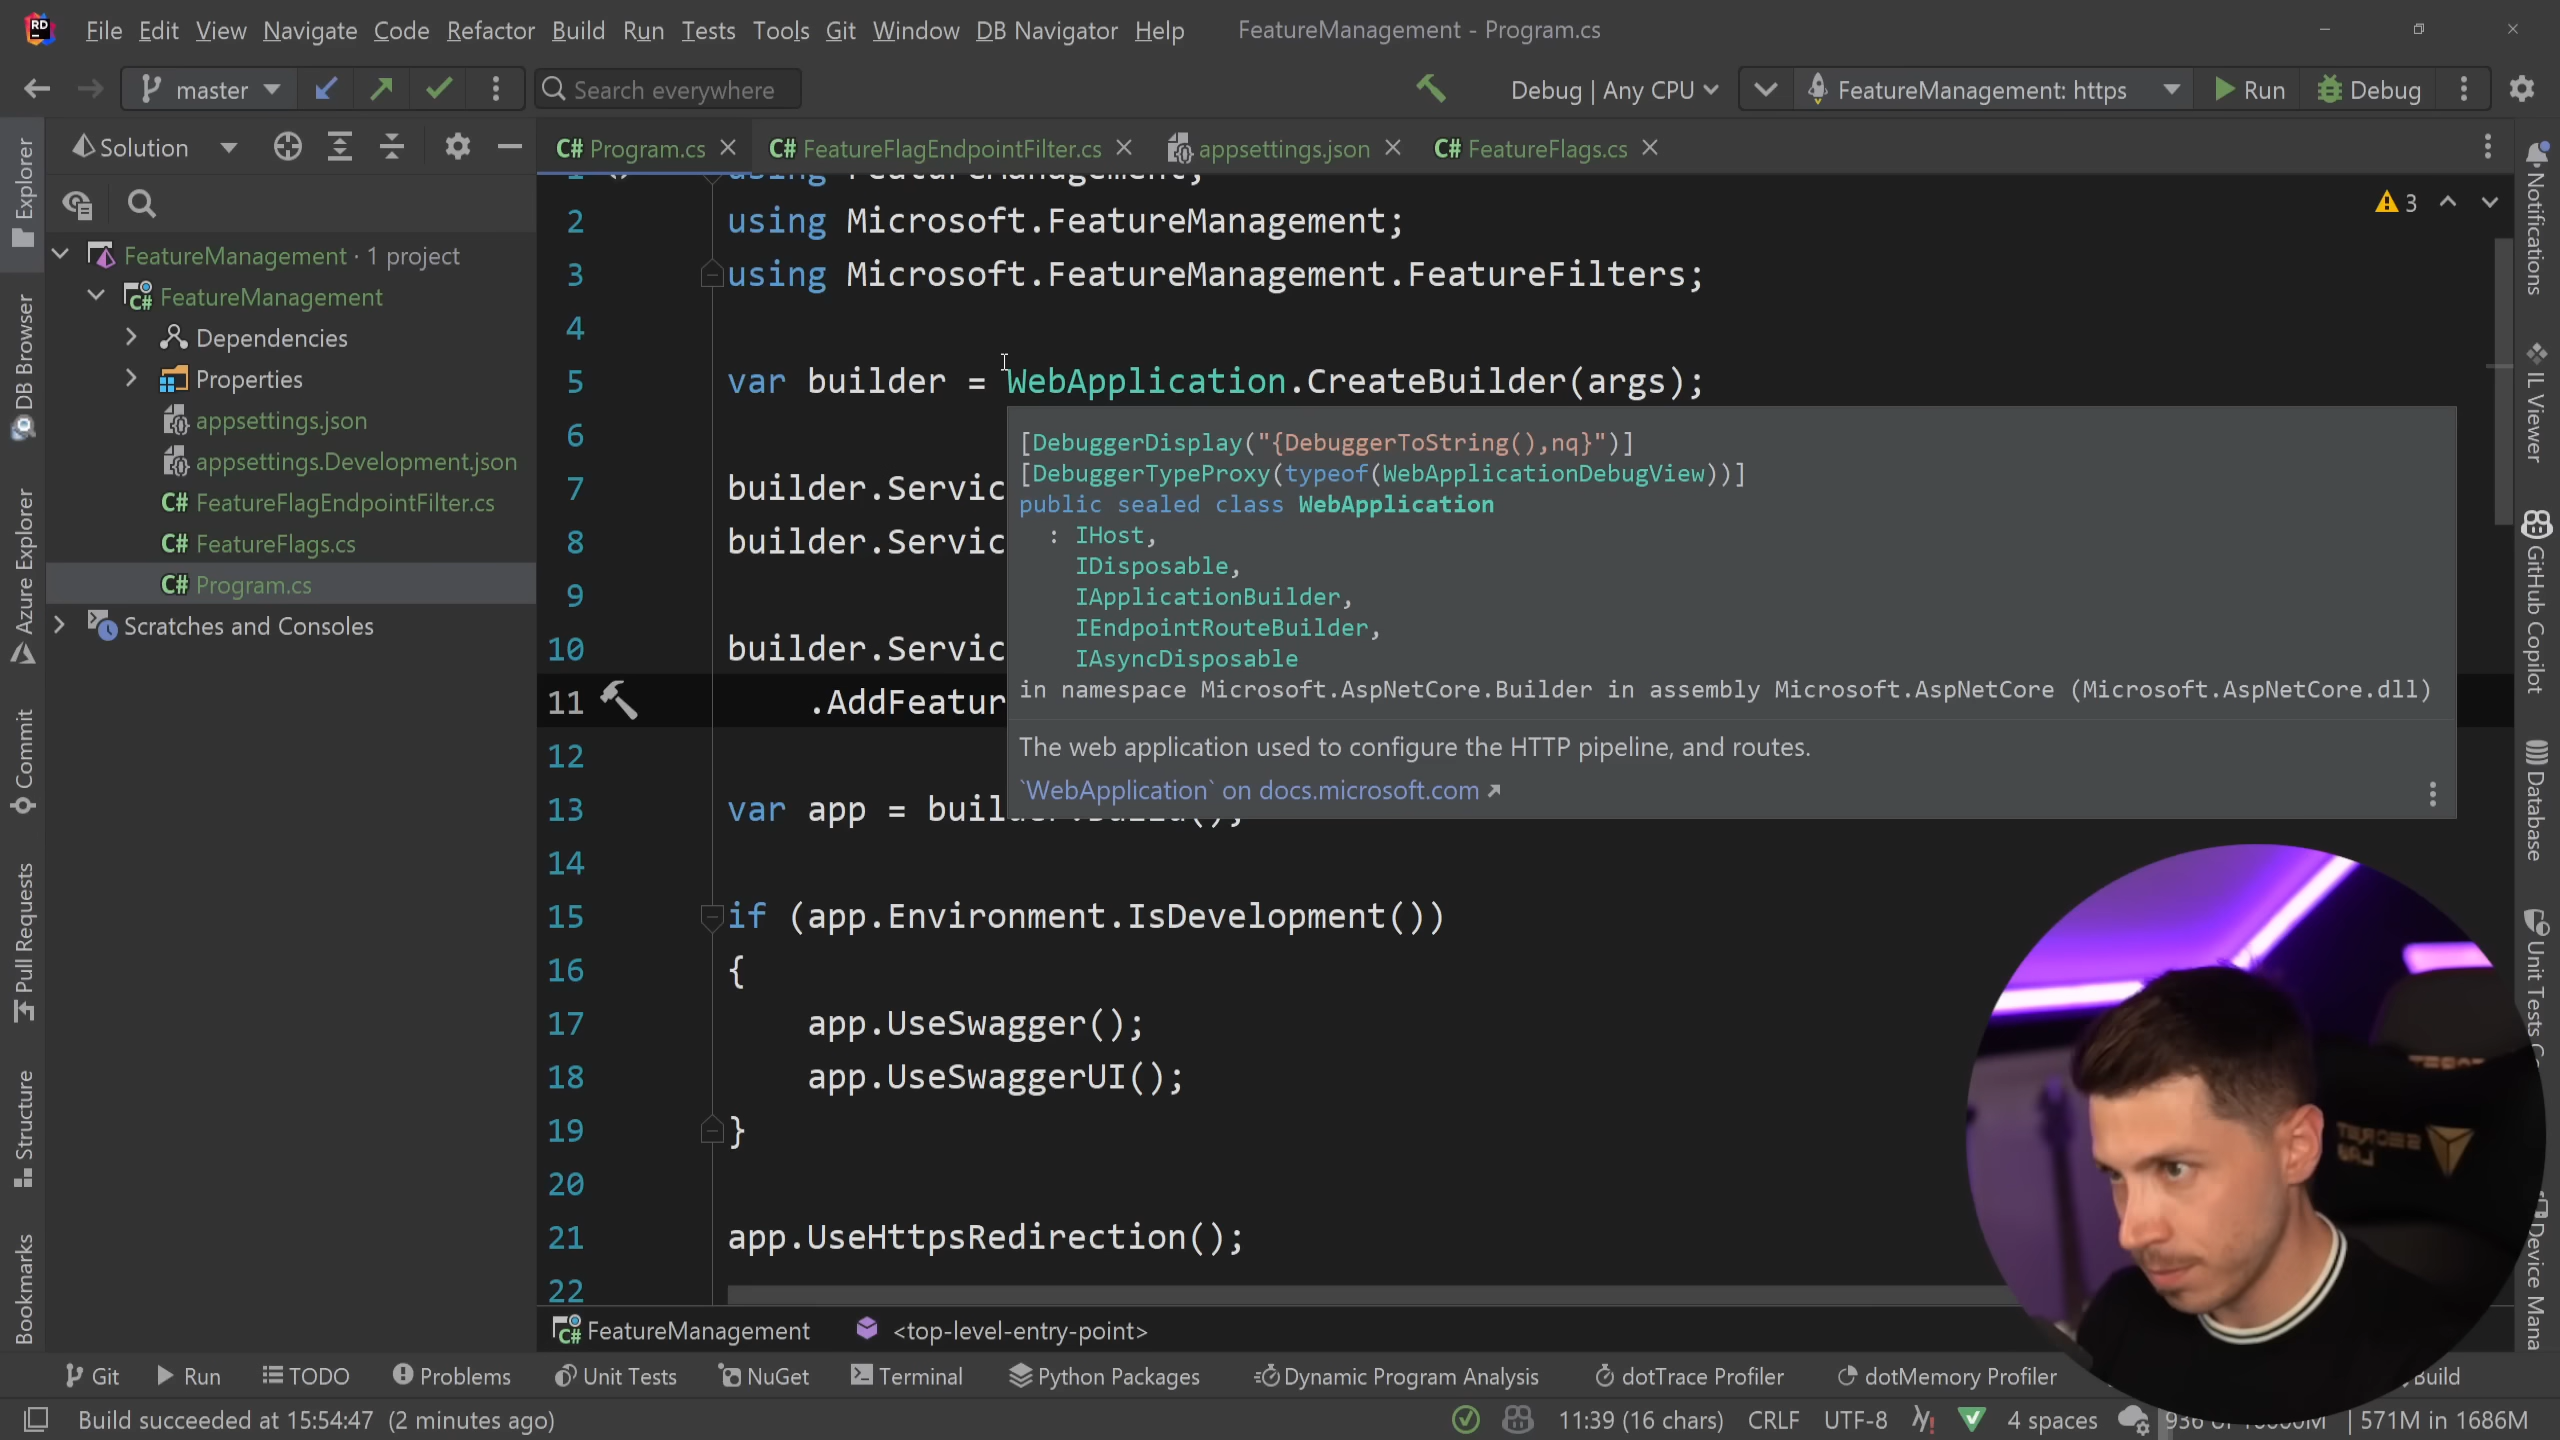 File Edit View Navigate Code Refactor Build Run Tests Tools Git Window DB Navigator Help FeatureManagement - Program.cs
master Search everywhere Debug | Any CPU FeatureManagement: https Run Debug
Solution
FeatureManagement · 1 project
FeatureManagement
Dependencies
Properties
appsettings.json
appsettings.Development.json
C# FeatureFlagEndpointFilter.cs
C# FeatureFlags.cs
C# Program.cs
Scratches and Consoles
Explorer
DB Browser
Azure Explorer
Commit
Pull Requests
Structure
Bookmarks
C# Program.cs C# FeatureFlagEndpointFilter.cs appsettings.json C# FeatureFlags.cs
3
1 using FeatureManagement;
2 using Microsoft.FeatureManagement;
3 using Microsoft.FeatureManagement.FeatureFilters;
4
5 var builder = WebApplication.CreateBuilder(args);
6
7 builder.Servic
8 builder.Servic
9
10 builder.Servic
11 .AddFeatur
12
13 var app = builder.Build();
14
15 if (app.Environment.IsDevelopment())
16 {
17 app.UseSwagger();
18 app.UseSwaggerUI();
19 }
20
21 app.UseHttpsRedirection();
22
[DebuggerDisplay("{DebuggerToString(),nq}")]
[DebuggerTypeProxy(typeof(WebApplicationDebugView))]
public sealed class WebApplication
: IHost,
IDisposable,
IApplicationBuilder,
IEndpointRouteBuilder,
IAsyncDisposable
in namespace Microsoft.AspNetCore.Builder in assembly Microsoft.AspNetCore (Microsoft.AspNetCore.dll)
The web application used to configure the HTTP pipeline, and routes.
`WebApplication` on docs.microsoft.com
Notifications
IL Viewer
GitHub Copilot
Database
Unit Tests C
Device Mana
SECRET
LAB
FeatureManagement <top-level-entry-point>
Git Run TODO Problems Unit Tests NuGet Terminal Python Packages Dynamic Program Analysis dotTrace Profiler dotMemory Profiler Build
Build succeeded at 15:54:47 (2 minutes ago) 11:39 (16 chars) CRLF UTF-8 4 spaces 571M in 1686M